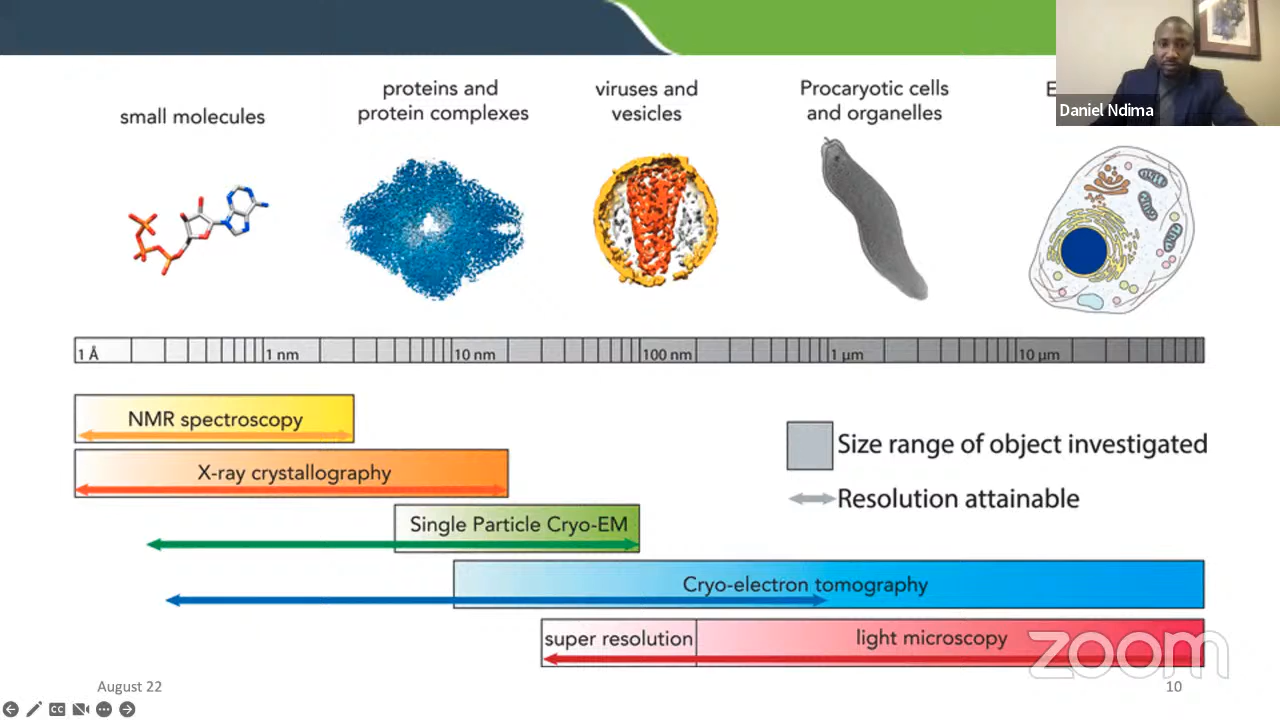 small molecules
proteins and
protein complexes
viruses and
vesicles
Procaryotic cells
and organelles
Daniel Ndima
1 Å
1 nm
10 nm
100 nm
1 µm
10 µm
NMR spectroscopy
X-ray crystallography
Single Particle Cryo-EM
Cryo-electron tomography
super resolution
light microscopy
Size range of object investigated
Resolution attainable
zoom
August 22
10
CC